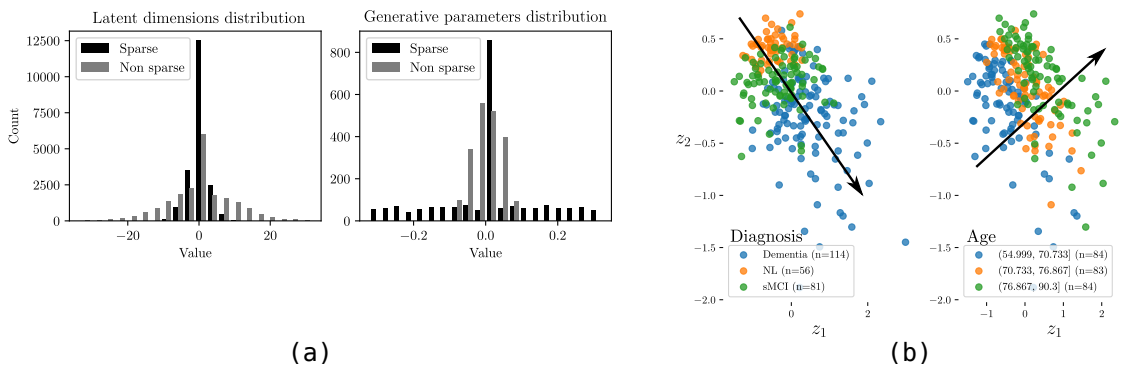 Latent dimensions distribution
Generative parameters distribution
12500
10000
7500
5000
2500
0
Count
Sparse
Non sparse
−20
0
20
Value
800
600
400
200
0
Sparse
Non sparse
−0.2
0.0
0.2
Value
(a)
0.5
0.0
−0.5
−1.0
−1.5
−2.0
z2
Diagnosis
Dementia (n=114)
NL (n=56)
sMCI (n=81)
0
2
z1
0.5
0.0
−0.5
−1.0
−1.5
−2.0
Age
(54.999, 70.733] (n=84)
(70.733, 76.867] (n=83)
(76.867, 90.3] (n=84)
−1
0
1
2
z1
(b)